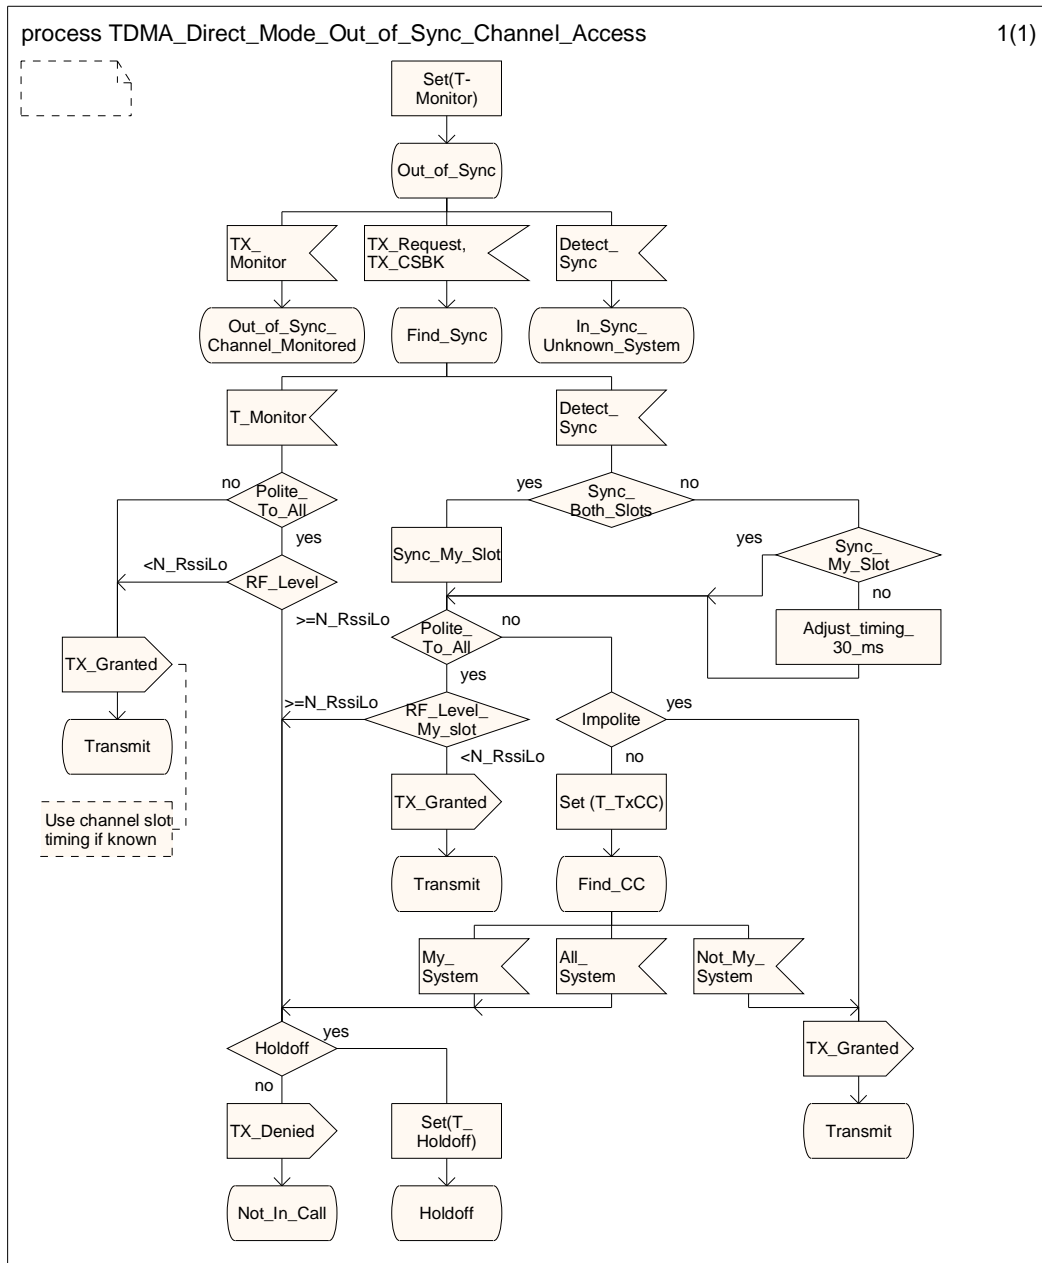 process TDMA_Direct_Mode_Out_of_Sync_Channel_Access
1(1)
Set(T-
Monitor)
Out_of_Sync
TX_
Monitor
TX_Request,
TX_CSBK
Detect_
Sync
Out_of_Sync_
Channel_Monitored
Find_Sync
In_Sync_
Unknown_System
T_Monitor
Detect_
Sync
no
Polite_
To_All
yes
yes
Sync_
Both_Slots
no
<N_RssiLo
RF_Level
>=N_RssiLo
Sync_My_Slot
yes
Sync_
My_Slot
no
Adjust_timing_
30_ms
Polite_
To_All
no
yes
TX_Granted
Transmit
Use channel slot
timing if known
>=N_RssiLo
RF_Level_
My_slot
<N_RssiLo
Impolite
yes
no
TX_Granted
Set (T_TxCC)
Transmit
Find_CC
My_
System
All_
System
Not_My_
System
Holdoff
yes
no
TX_Granted
TX_Denied
Set(T_
Holdoff)
Transmit
Not_In_Call
Holdoff